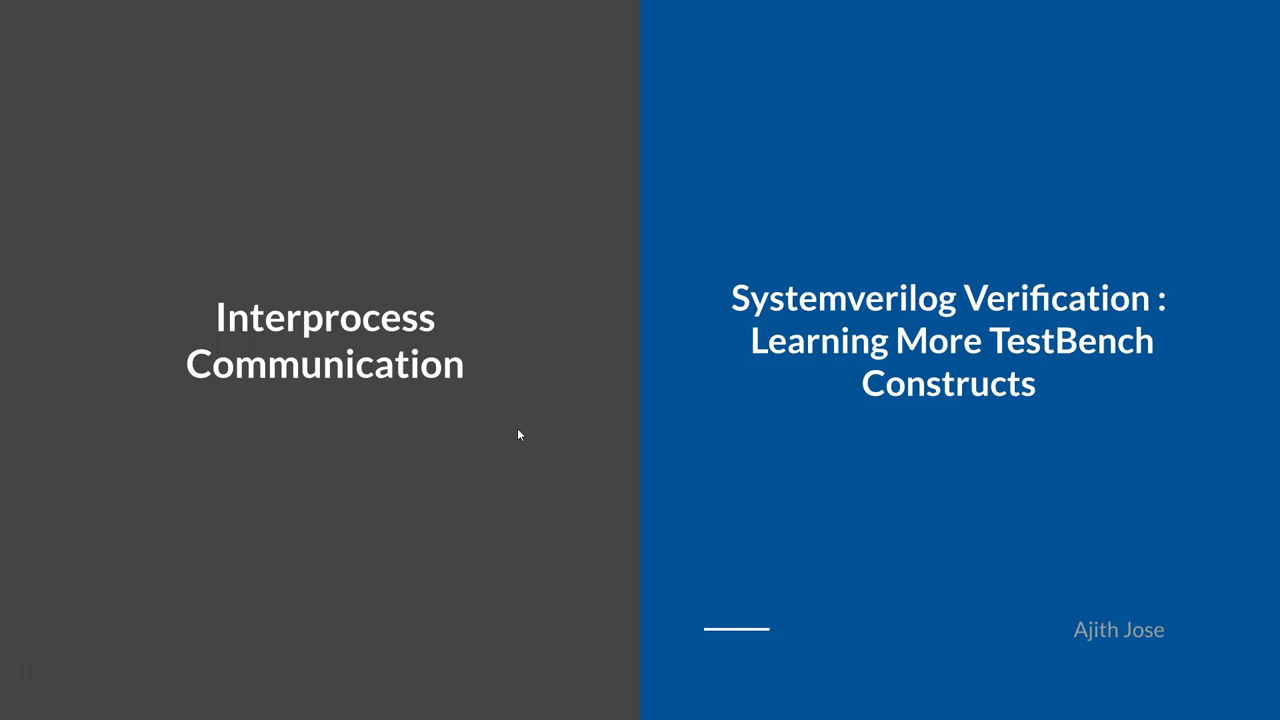 Interprocess
Communication
Systemverilog Verification :
Learning More TestBench
Constructs
Ajith Jose